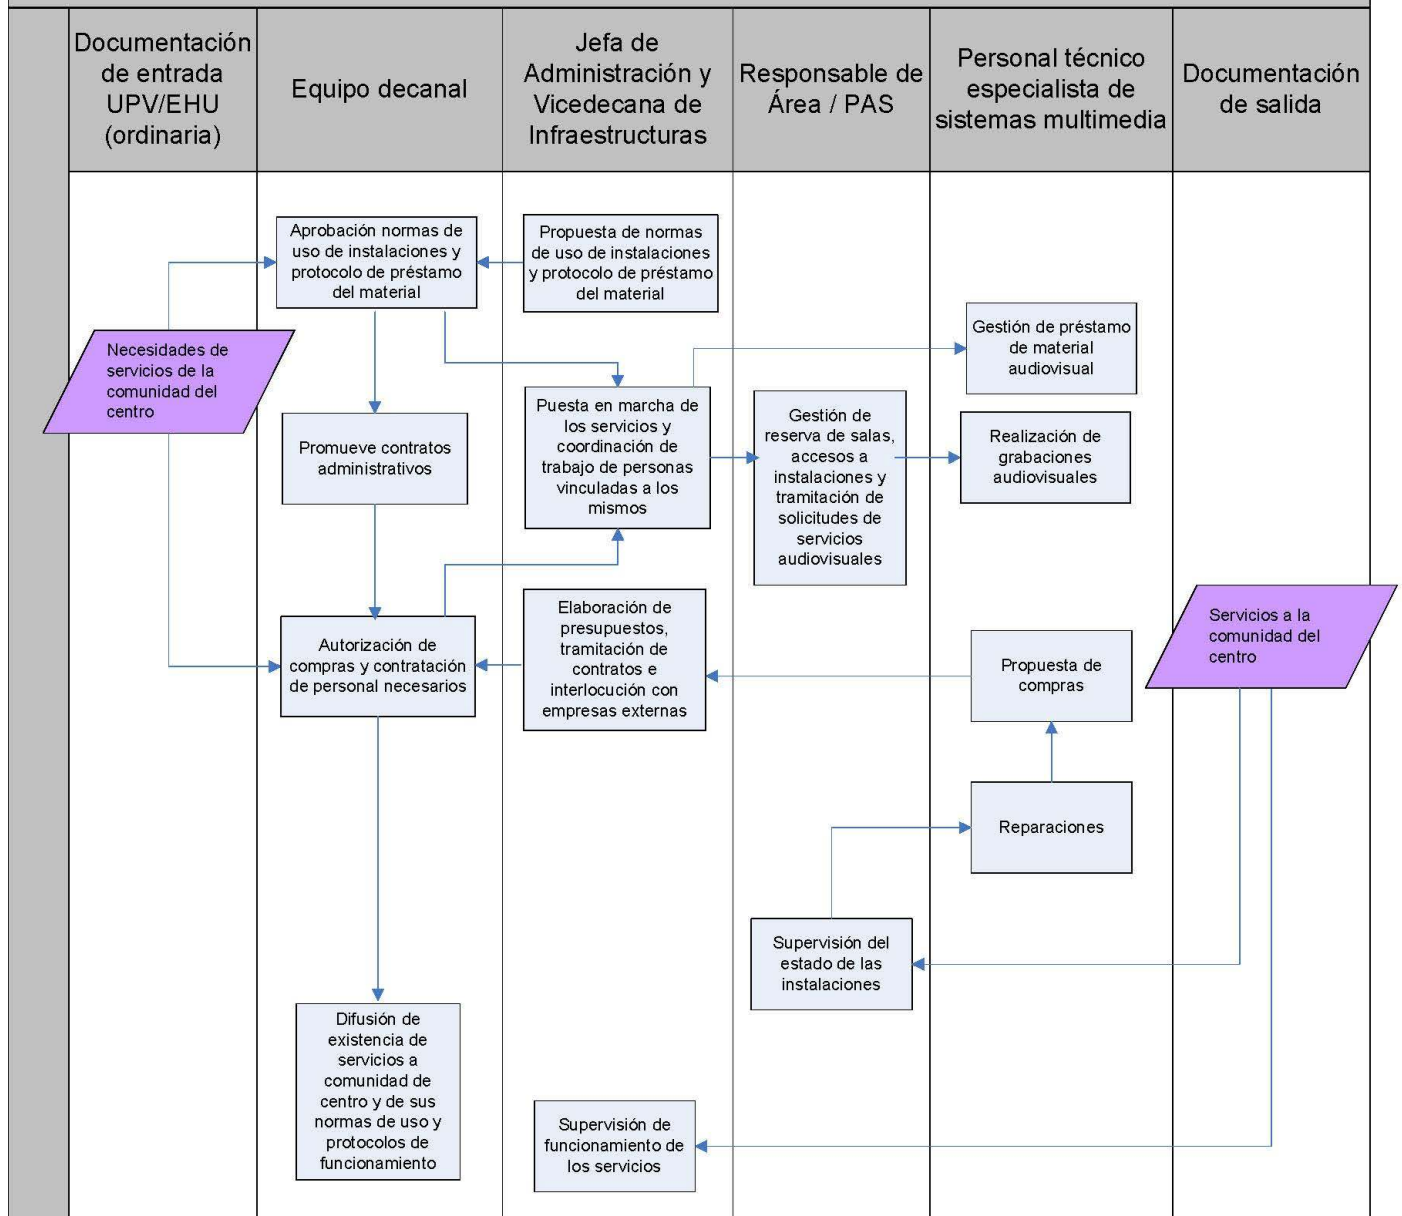 Documentación
de entrada
UPV/EHU
(ordinaria)
Equipo decanal
Jefa de
Administración y
Vicedecana de
Infraestructuras
Responsable de
Área / PAS
Personal técnico
especialista de
sistemas multimedia
Documentación
de salida
Aprobación normas de
uso de instalaciones y
protocolo de préstamo
del material
Propuesta de normas
de uso de instalaciones
y protocolo de préstamo
del material
Necesidades de
servicios de la
comunidad del
centro
Gestión de préstamo
de material
audiovisual
Promueve contratos
administrativos
Puesta en marcha de
los servicios y
coordinación de
trabajo de personas
vinculadas a los
mismos
Gestión de
reserva de salas,
accesos a
instalaciones y
tramitación de
solicitudes de
servicios
audiovisuales
Realización de
grabaciones
audiovisuales
Autorización de
compras y contratación
de personal necesarios
Elaboración de
presupuestos,
tramitación de
contratos e
interlocución con
empresas externas
Propuesta de
compras
Servicios a la
comunidad del
centro
Reparaciones
Supervisión del
estado de las
instalaciones
Difusión de
existencia de
servicios a
comunidad de
centro y de sus
normas de uso y
protocolos de
funcionamiento
Supervisión de
funcionamiento de
los servicios